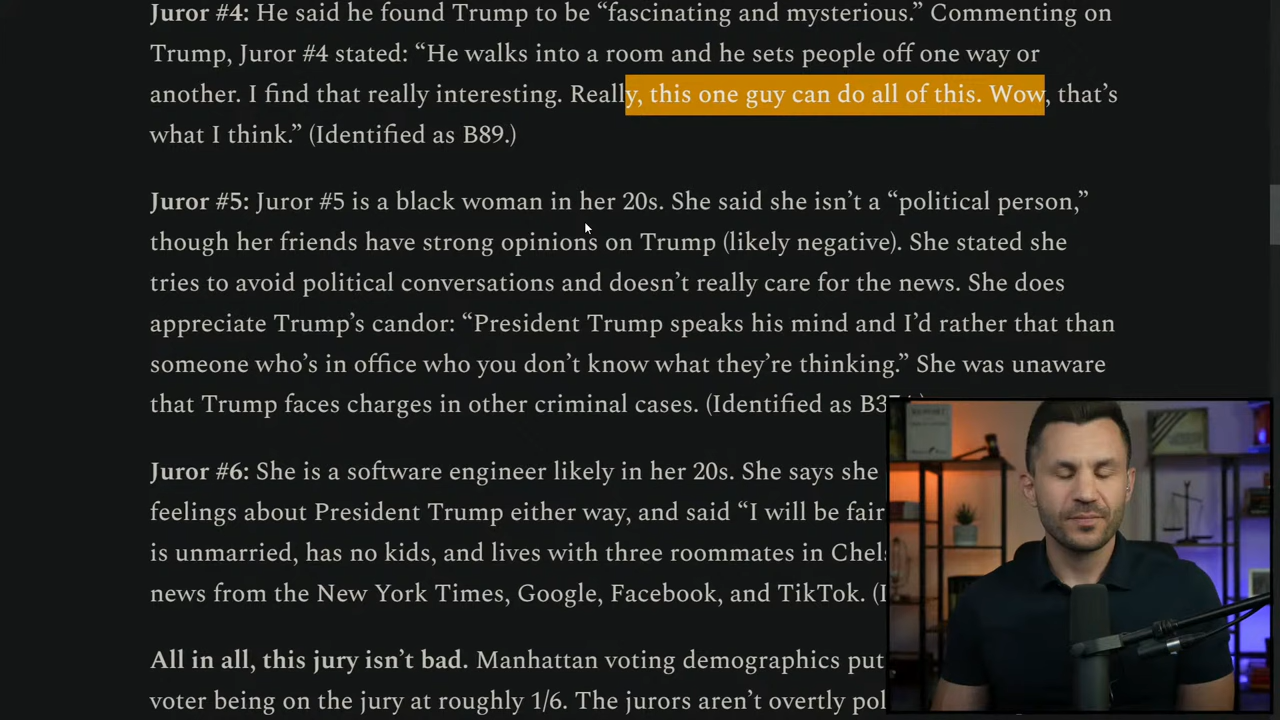 Juror #4: He said he found Trump to be “fascinating and mysterious.” Commenting on
Trump, Juror #4 stated: “He walks into a room and he sets people off one way or
another. I find that really interesting. Really, this one guy can do all of this. Wow, that’s
what I think.” (Identified as B89.)
Juror #5: Juror #5 is a black woman in her 20s. She said she isn’t a “political person,”
though her friends have strong opinions on Trump (likely negative). She stated she
tries to avoid political conversations and doesn’t really care for the news. She does
appreciate Trump’s candor: “President Trump speaks his mind and I’d rather that than
someone who’s in office who you don’t know what they’re thinking.” She was unaware
that Trump faces charges in other criminal cases. (Identified as
Juror #6: She is a software engineer likely in her 20s. She says she
feelings about President Trump either way, and said “I will be fair
is unmarried, has no kids, and lives with three roommates in
news from the New York Times, Google, Facebook, and TikTok.
All in all, this jury isn’t bad. Manhattan voting demographics put
voter being on the jury at roughly 1/6. The jurors aren’t overtly